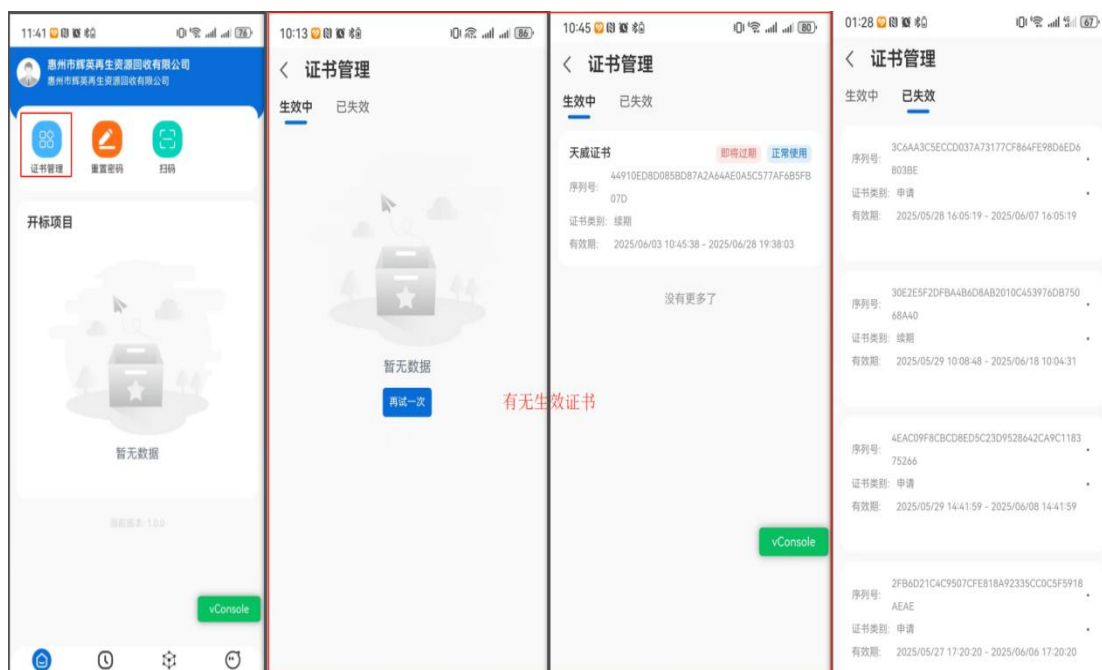 11:41
76
惠州市辉英再生资源回收有限公司
惠州市辉英再生资源回收有限公司
证书管理
重置密码
扫码
开标项目
暂无数据
当前版本: 1.0.0
vConsole
10:13
86
证书管理
生效中 已失效
暂无数据
再试一次
有无生效证书
10:45
80
证书管理
生效中 已失效
天威证书 即将过期 正常使用
序列号: 44910ED8D085BD87A2A64AE0A5C577AF6B5FB
07D
证书类别: 续期
有效期: 2025/06/03 10:45:38 - 2025/06/28 19:38:03
没有更多了
vConsole
01:28
67
证书管理
生效中 已失效
序列号: 3C6AA3C5ECCD037A73177CF864FE98D6ED6
803BE
证书类别: 申请
有效期: 2025/05/28 16:05:19 - 2025/06/07 16:05:19
序列号: 30E2E5F2DFBA4B6D8AB2010C453976DB750
68A40
证书类别: 续期
有效期: 2025/05/29 10:08:48 - 2025/06/18 10:04:31
序列号: 4EAC09F8CBCD8ED5C23D9528642CA9C1183
75266
证书类别: 申请
有效期: 2025/05/29 14:41:59 - 2025/06/08 14:41:59
序列号: 2FB6D21C4C9507CFE818A92335CC0C5F5918
AEAE
证书类别: 申请
有效期: 2025/05/27 17:20:20 - 2025/06/06 17:20:20